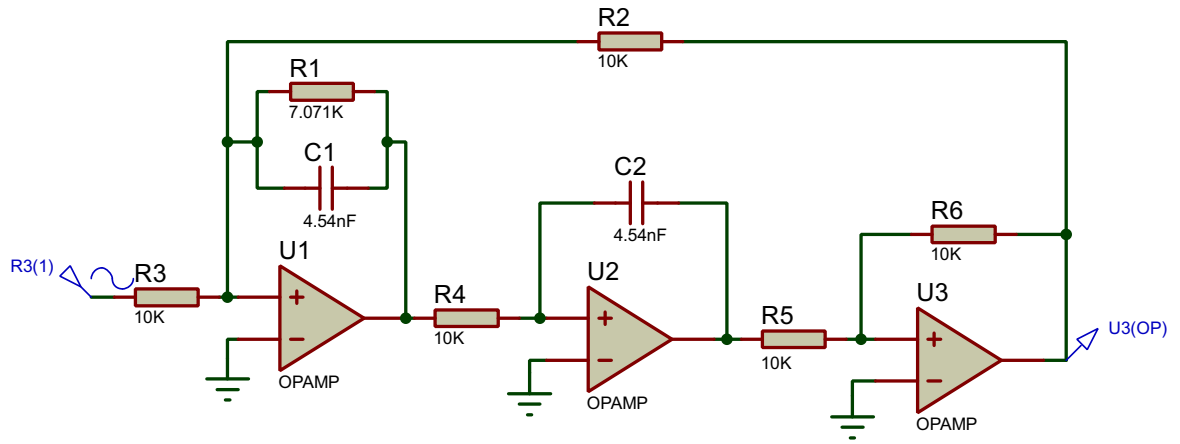 R2
10K
R1
7.071K
C1
4.54nF
C2
4.54nF
R6
10K
R3(1)
R3
10K
U1
+
−
OPAMP
R4
10K
U2
+
−
OPAMP
R5
10K
U3
+
−
OPAMP
U3(OP)